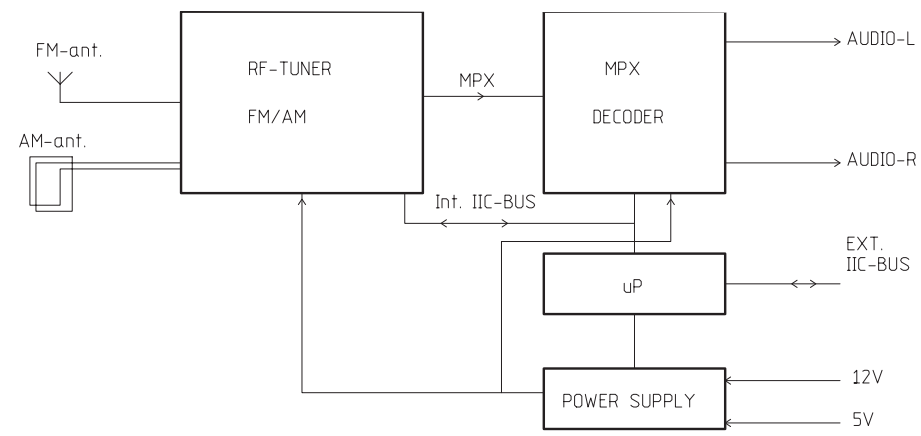 FM-ant.
RF-TUNER
FM/AM
MPX
MPX
DECODER
AUDIO-L
AUDIO-R
AM-ant.
Int. IIC-BUS
EXT.
IIC-BUS
uP
POWER SUPPLY
12V
5V